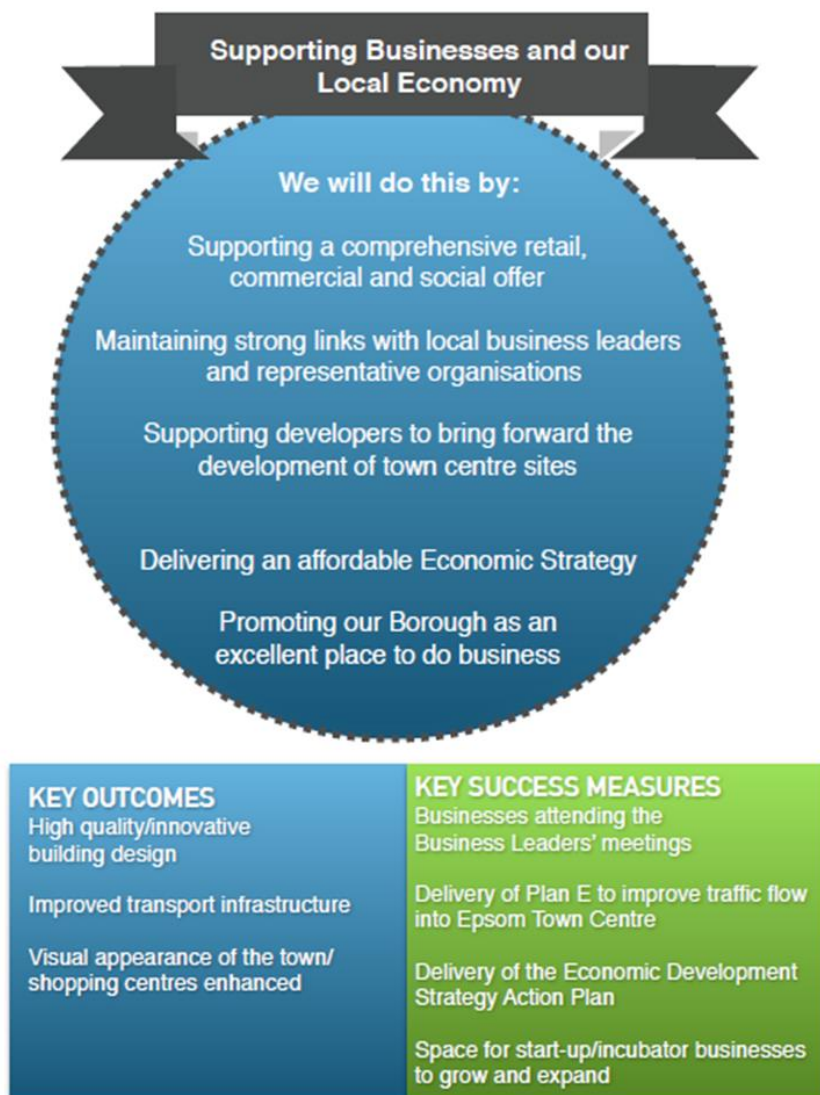 Supporting Businesses and our
Local Economy
We will do this by:
Supporting a comprehensive retail,
commercial and social offer
Maintaining strong links with local business leaders
and representative organisations
Supporting developers to bring forward the
development of town centre sites
Delivering an affordable Economic Strategy
Promoting our Borough as an
excellent place to do business
KEY OUTCOMES
High quality/innovative
building design
Improved transport infrastructure
Visual appearance of the town/
shopping centres enhanced
KEY SUCCESS MEASURES
Businesses attending the
Business Leaders' meetings
Delivery of Plan E to improve traffic flow
into Epsom Town Centre
Delivery of the Economic Development
Strategy Action Plan
Space for start-up/incubator businesses
to grow and expand